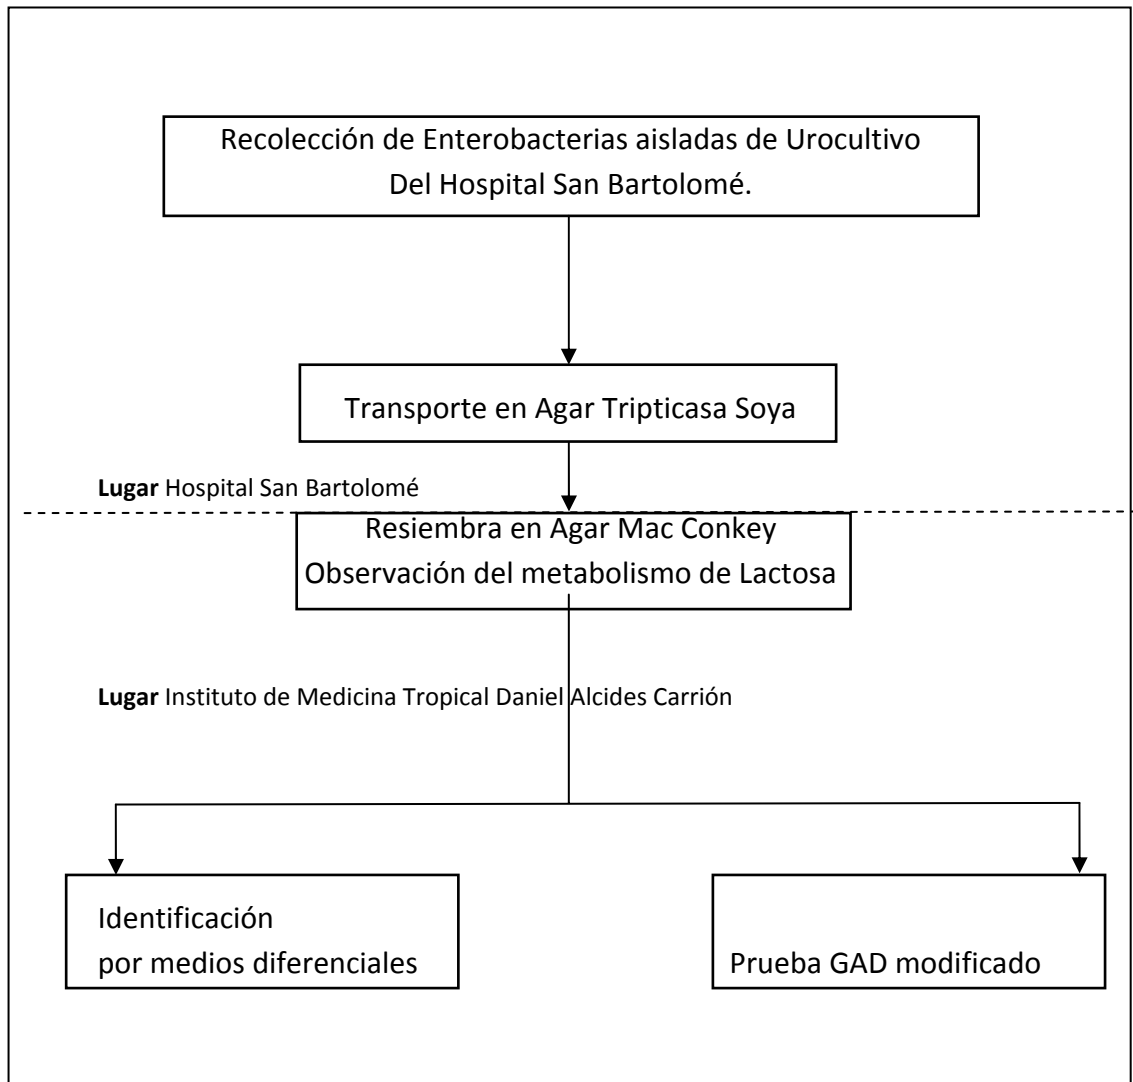 Recolección de Enterobacterias aisladas de Urocultivo
Del Hospital San Bartolomé.
Transporte en Agar Tripticasa Soya
Lugar Hospital San Bartolomé
Resiembra en Agar Mac Conkey
Observación del metabolismo de Lactosa
Lugar Instituto de Medicina Tropical Daniel Alcides Carrión
Identificación
por medios diferenciales
Prueba GAD modificado